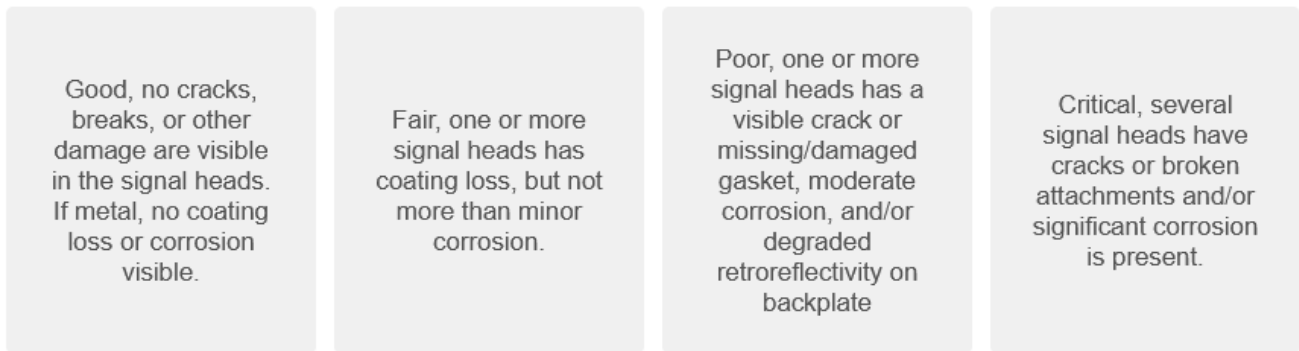 Good, no cracks,
breaks, or other
damage are visible
in the signal heads.
If metal, no coating
loss or corrosion
visible.
Fair, one or more
signal heads has
coating loss, but not
more than minor
corrosion.
Poor, one or more
signal heads has a
visible crack or
missing/damaged
gasket, moderate
corrosion, and/or
degraded
retroreflectivity on
backplate
Critical, several
signal heads have
cracks or broken
attachments and/or
significant corrosion
is present.